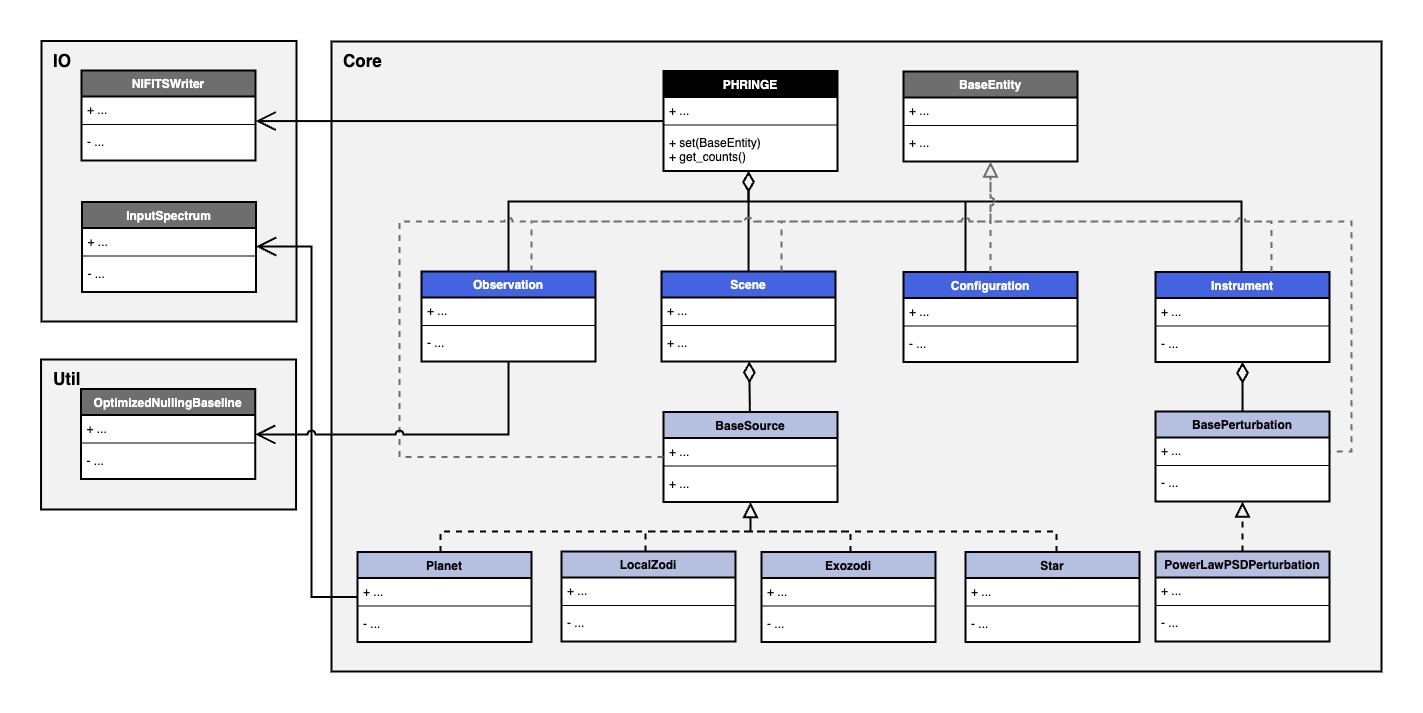 IO
NIFITSWriter
+ ...
- ...
InputSpectrum
+ ...
- ...
Util
OptimizedNullingBaseline
+ ...
- ...
Core
PHRINGE
+ ...
+ set(BaseEntity)
+ get_counts()
BaseEntity
+ ...
+ ...
Observation
+ ...
- ...
Scene
+ ...
+ ...
Configuration
+ ...
- ...
Instrument
+ ...
- ...
BaseSource
+ ...
+ ...
BasePerturbation
+ ...
- ...
Planet
+ ...
- ...
LocalZodi
+ ...
- ...
Exozodi
+ ...
- ...
Star
+ ...
- ...
PowerLawPSDPerturbation
+ ...
- ...